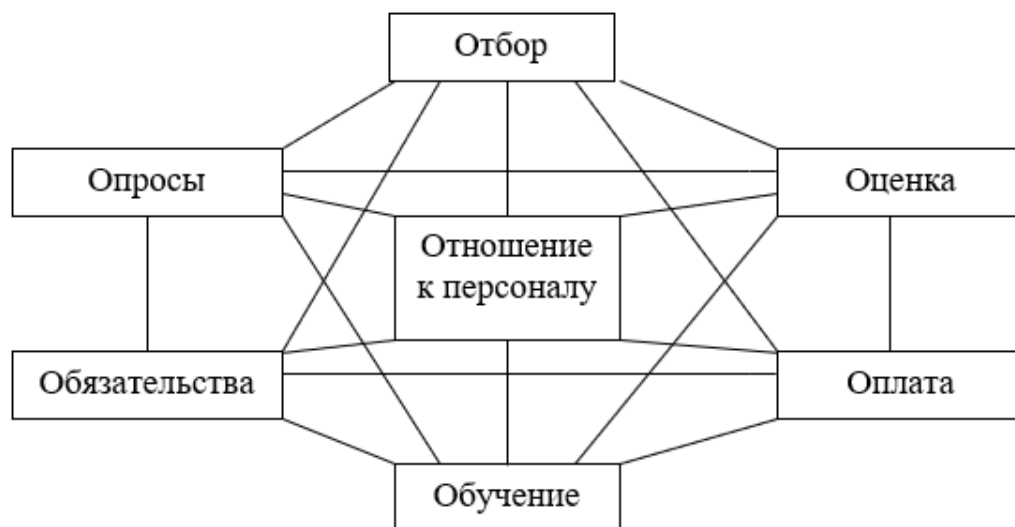 Отбор
Опросы
Оценка
Отношение
к персоналу
Обязательства
Оплата
Обучение